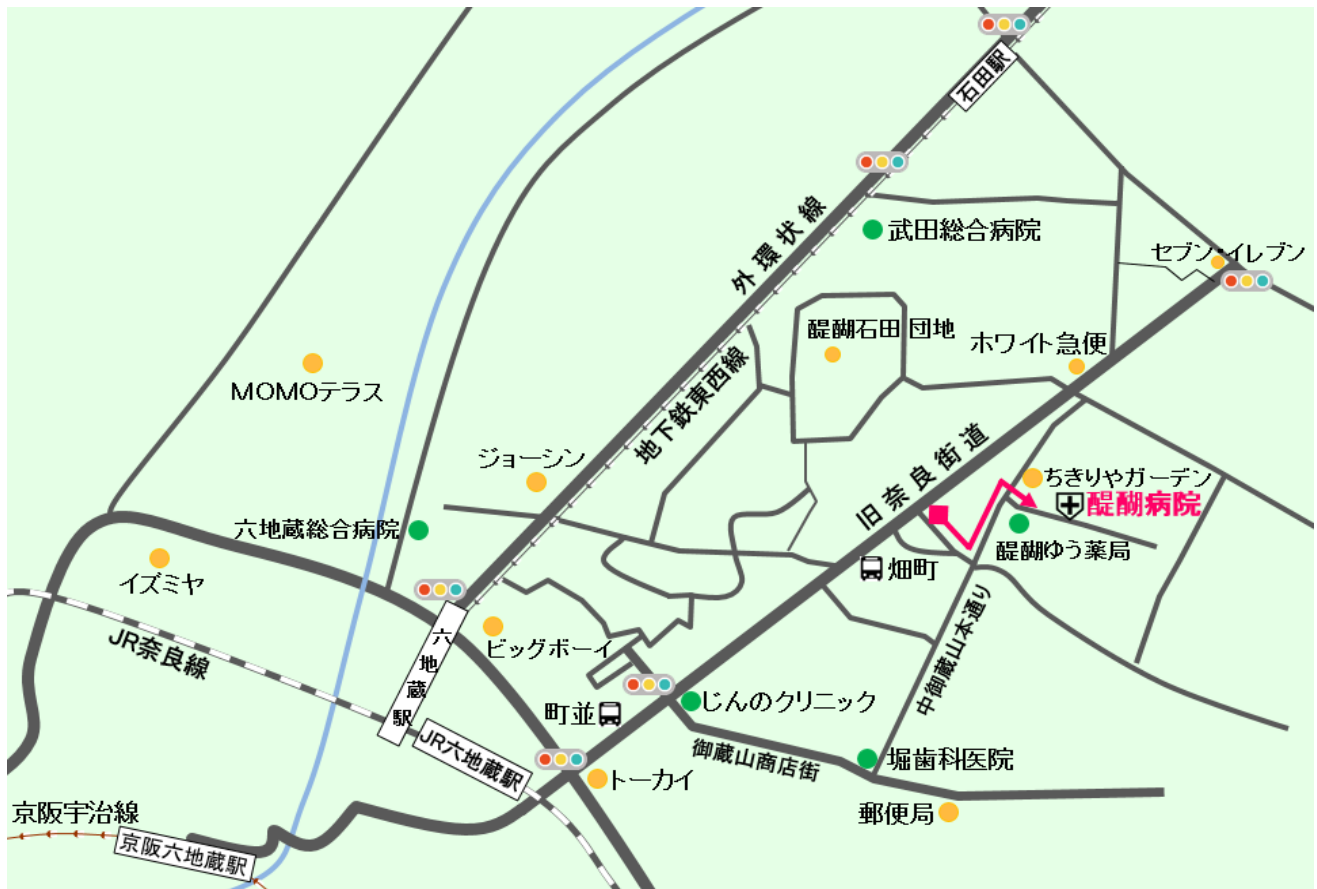 石田駅
外環状線
武田総合病院
セブン・イレブン
醍醐石田団地
ホワイト急便
地下鉄東西線
MOMOテラス
ジョーシン
旧奈良街道
ちきりやガーデン
醍醐病院
六地蔵総合病院
醍醐ゆう薬局
イズミヤ
畑町
中御蔵山本通り
JR奈良線
六地蔵駅
ビッグボーイ
町並
じんのクリニック
JR六地蔵駅
御蔵山商店街
堀歯科医院
トーカイ
郵便局
京阪宇治線
京阪六地蔵駅